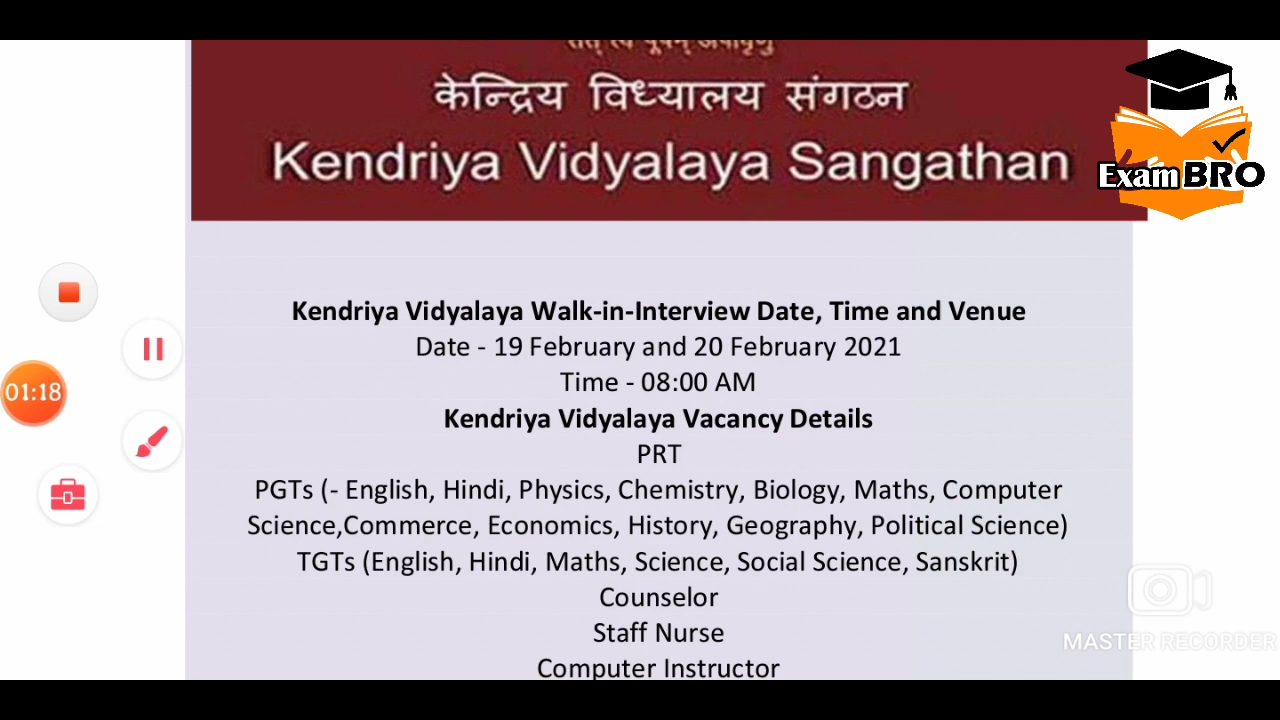 केन्द्रिय विध्यालय संगठन
Kendriya Vidyalaya Sangathan
Exam BRO
Kendriya Vidyalaya Walk-in-Interview Date, Time and Venue
Date - 19 February and 20 February 2021
Time - 08:00 AM
01:18
Kendriya Vidyalaya Vacancy Details
PRT
PGTs (- English, Hindi, Physics, Chemistry, Biology, Maths, Computer
Science,Commerce, Economics, History, Geography, Political Science)
TGTs (English, Hindi, Maths, Science, Social Science, Sanskrit)
Counselor
Staff Nurse
MASTER RECORDER
Computer Instructor